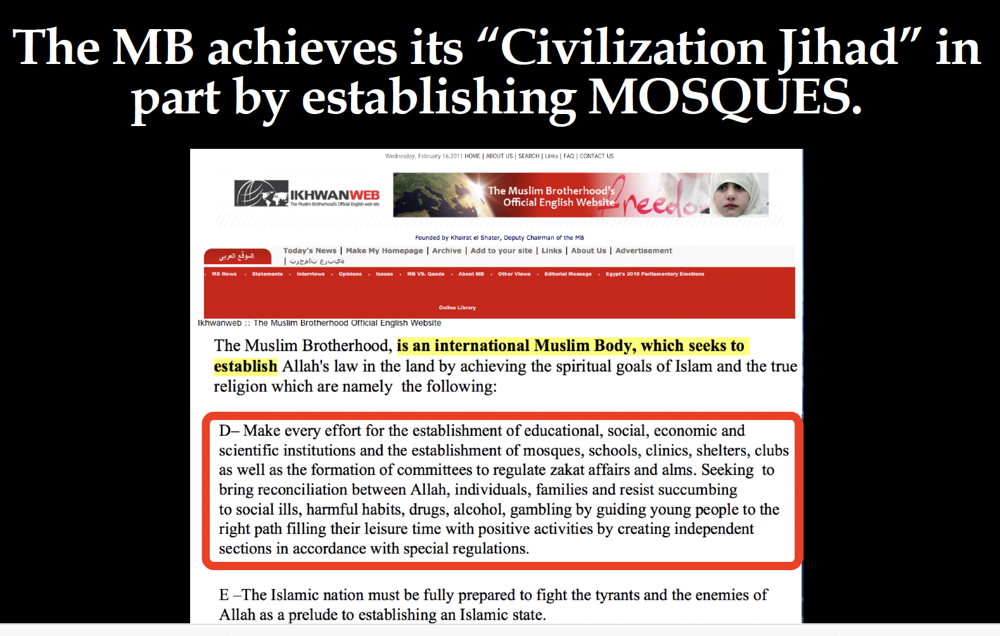 The MB achieves its “Civilization Jihad” in
part by establishing MOSQUES.
Wednesday, February 16,2011 HOME | ABOUT US | SEARCH | Links | FAQ | CONTACT US
IKHWANWEB
The Muslim Brotherhood's Official English web site
The Muslim Brotherhood's
Official English Website
freedo
Founded by Khairat el Shater, Deputy Chairman of the MB
الموقع العربى
Today's News | Make My Homepage | Archive | Add to your site | Links | About Us | Advertisement
| ةيبرع تامجرت
• MB News • Statements • Interviews • Opinions • Issues • MB VS. Qaeda • About MB • Other Views • Editorial Message • Egypt's 2010 Parliamentary Elections
Online Library
Ikhwanweb :: The Muslim Brotherhood Official English Website
The Muslim Brotherhood, is an international Muslim Body, which seeks to
establish Allah's law in the land by achieving the spiritual goals of Islam and the true
religion which are namely the following:
D– Make every effort for the establishment of educational, social, economic and
scientific institutions and the establishment of mosques, schools, clinics, shelters, clubs
as well as the formation of committees to regulate zakat affairs and alms. Seeking to
bring reconciliation between Allah, individuals, families and resist succumbing
to social ills, harmful habits, drugs, alcohol, gambling by guiding young people to the
right path filling their leisure time with positive activities by creating independent
sections in accordance with special regulations.
E –The Islamic nation must be fully prepared to fight the tyrants and the enemies of
Allah as a prelude to establishing an Islamic state.